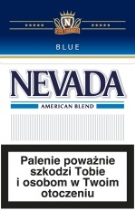 N
BLUE
NEVADA
AMERICAN BLEND
Palenie poważnie
szkodzi Tobie
i osobom w Twoim
otoczeniu